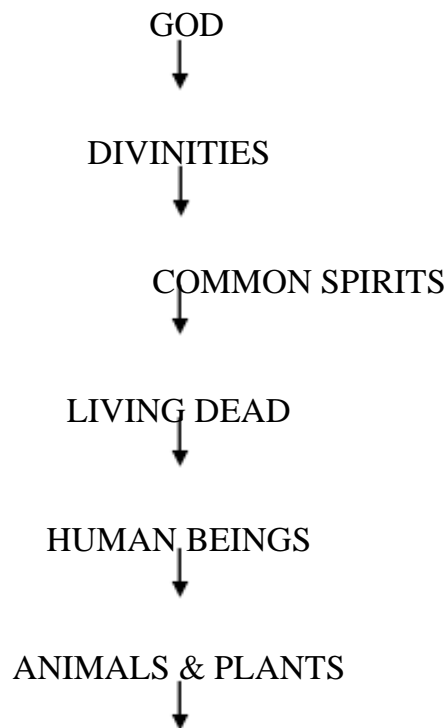 GOD
DIVINITIES
COMMON SPIRITS
LIVING DEAD
HUMAN BEINGS
ANIMALS & PLANTS